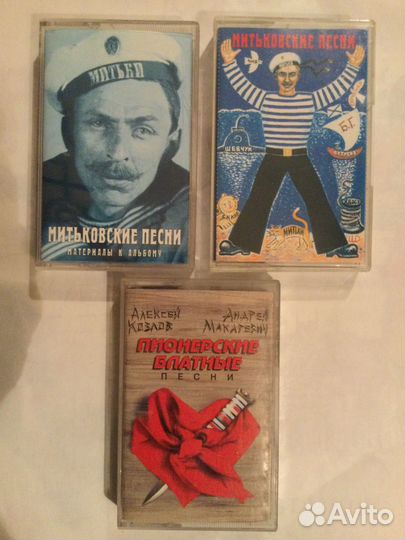 МИТЬКИ
МИТЬКОВСКИЕ ПЕСНИ
МАТЕРИАЛЫ К АЛЬБОМУ
МИТЬКОВСКИЕ ПЕСНИ
ШЕВЧУК
Б.Г.
МИТЬКИ
АЛЕКСЕЙ КОЗЛОВ
АНДРЕЙ МАКАРЕВИЧ
ПИОНЕРСКИЕ
БЛАТНЫЕ
ПЕСНИ
Avito